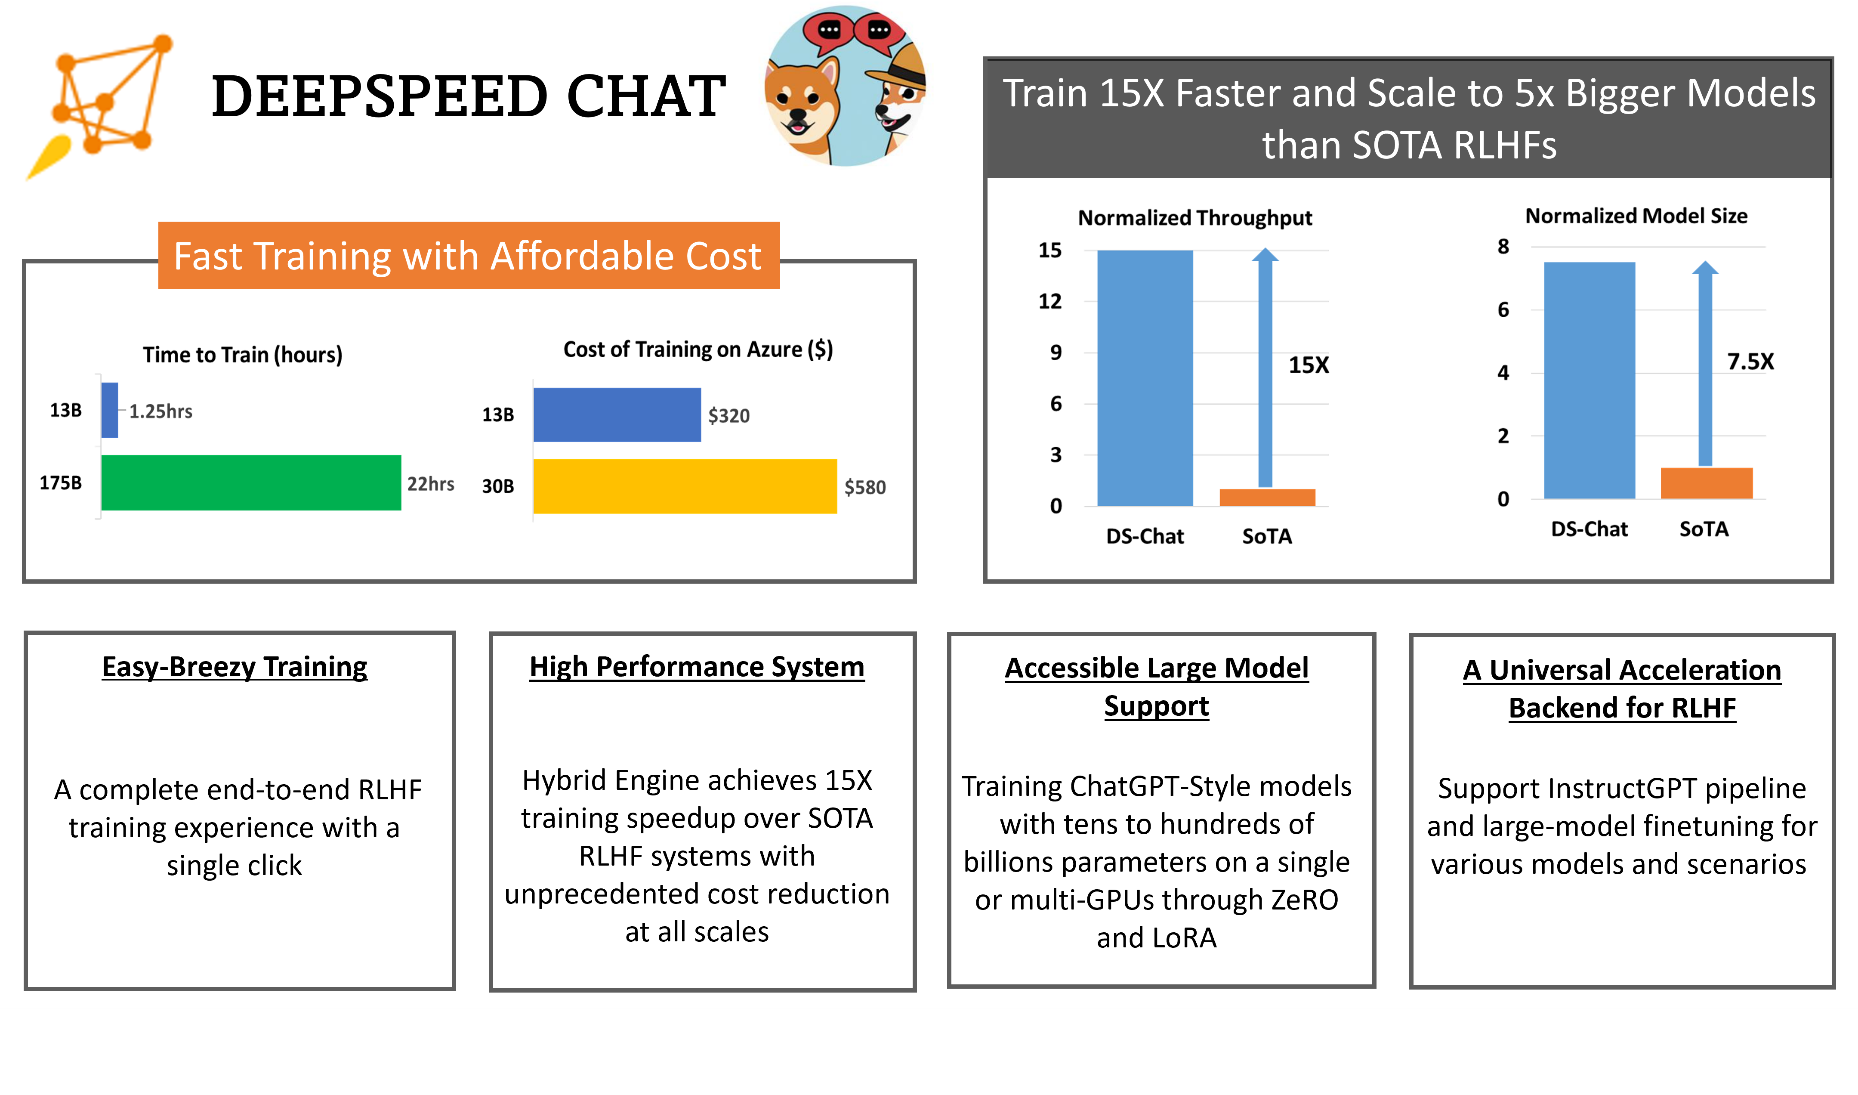 DEEPSPEED CHAT
Fast Training with Affordable Cost
Time to Train (hours)
13B
1.25hrs
175B
22hrs
Cost of Training on Azure ($)
13B
$320
30B
$580
Train 15X Faster and Scale to 5x Bigger Models
than SOTA RLHFs
Normalized Throughput
15
12
9
6
3
0
15X
DS-Chat
SoTA
Normalized Model Size
8
6
4
2
0
7.5X
DS-Chat
SoTA
Easy-Breezy Training
A complete end-to-end RLHF
training experience with a
single click
High Performance System
Hybrid Engine achieves 15X
training speedup over SOTA
RLHF systems with
unprecedented cost reduction
at all scales
Accessible Large Model
Support
Training ChatGPT-Style models
with tens to hundreds of
billions parameters on a single
or multi-GPUs through ZeRO
and LoRA
A Universal Acceleration
Backend for RLHF
Support InstructGPT pipeline
and large-model finetuning for
various models and scenarios